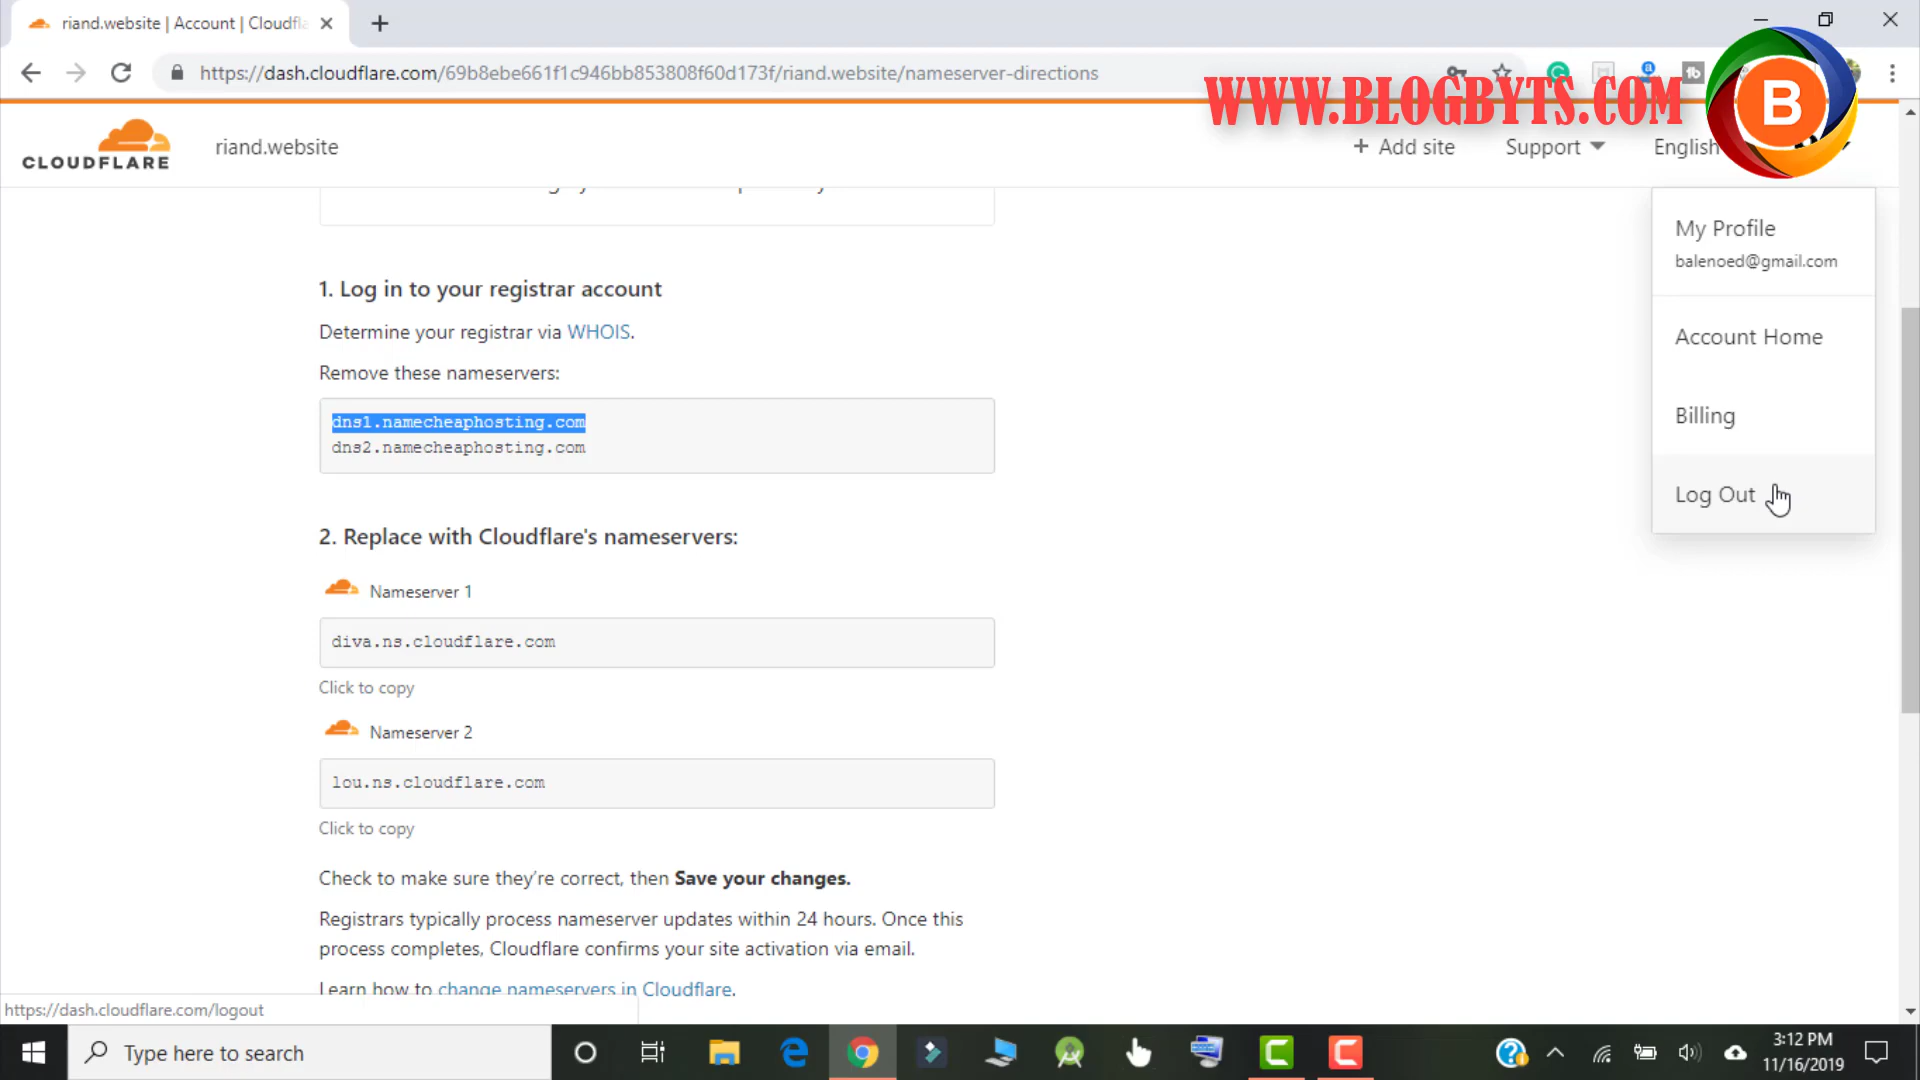 riand.website | Account | Cloudfla
https://dash.cloudflare.com/69b8ebe661f1c946bb853808f60d173f/riand.website/nameserver-directions
WWW.BLOGBYTS.COM
B
CLOUDFLARE
riand.website
+ Add site
Support
English
My Profile
balenoed@gmail.com
Account Home
Billing
Log Out
1. Log in to your registrar account
Determine your registrar via WHOIS.
Remove these nameservers:
dns1.namecheaphosting.com
dns2.namecheaphosting.com
2. Replace with Cloudflare's nameservers:
Nameserver 1
diva.ns.cloudflare.com
Click to copy
Nameserver 2
lou.ns.cloudflare.com
Click to copy
Check to make sure they’re correct, then Save your changes.
Registrars typically process nameserver updates within 24 hours. Once this
process completes, Cloudflare confirms your site activation via email.
Learn how to change nameservers in Cloudflare.
https://dash.cloudflare.com/logout
Type here to search
3:12 PM
11/16/2019